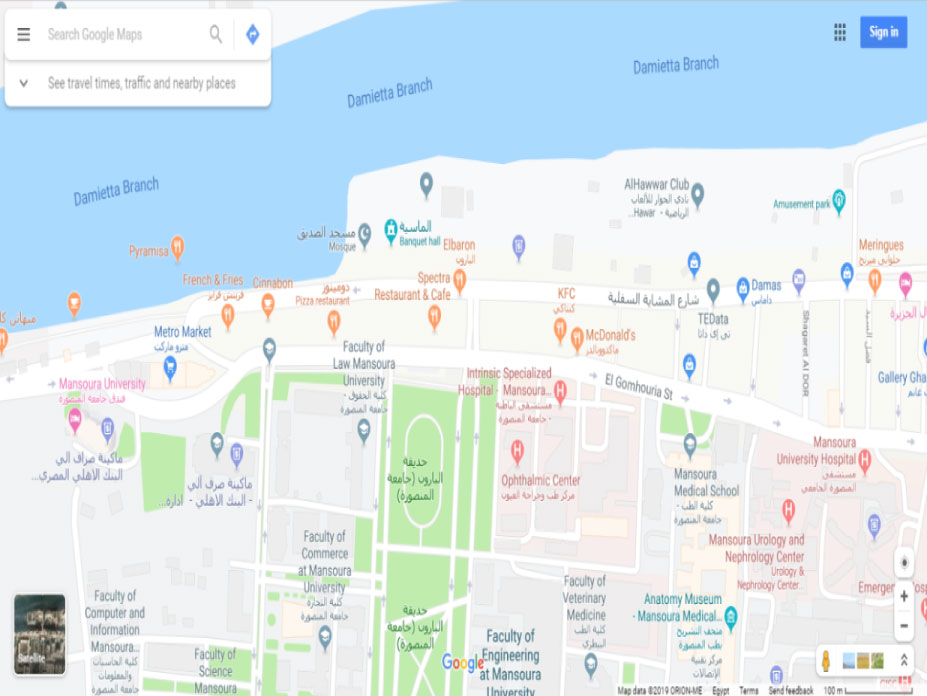 Search Google Maps
Sign in
See travel times, traffic and nearby places
Damietta Branch
Damietta Branch
Damietta Branch
AlHawwar Club
نادي الحوار للألعاب
الرياضية - Hawar...
Amusement park
مسجد الصديق
Mosque
الماسية
Banquet hall
Elbaron
البارون
Pyramisa
Meringues
حلواني ميرنج
French & Fries
فرينش فرايز
Cinnabon
دومينوز
Pizza restaurant
Spectra
Restaurant & Cafe
KFC
كنتاكي
شارع المشاية السفلية
Damas
داماس
TEData
تي إي داتا
Shagaret Al DOR
Metro Market
مترو ماركت
McDonald's
ماكدونالدز
Faculty of
Law Mansoura
University
كلية الحقوق -
جامعة المنصورة
Intrinsic Specialized
Hospital - Mansoura...
مستشفى الباطنة
- جامعة المنصورة
El Gomhouria St
Mansoura University
فندق جامعة المنصورة
ماكينة صراف آلي
البنك الاهلي المصري...
ماكينة صرف آلي
- البنك الاهلي - اداره...
حديقة
البارون (جامعة
المنصورة)
Ophthalmic Center
مركز طب وجراحة العيون
Mansoura
Medical School
كلية الطب -
جامعة المنصورة
Mansoura
University Hospital
مستشفى
المنصورة الجامعي
Mansoura Urology and
Nephrology Center
Urology &
Nephrology Center
Faculty of
Commerce
at Mansoura
University
كلية التجارة
Faculty of
Computer and
Information
Mansoura...
كلية الحاسبات
والمعلومات
جامعة المنصورة
Faculty of
Science
Mansoura
حديقة
البارون (جامعة
المنصورة)
Faculty of
Engineering
at Mansoura
University
Faculty of
Veterinary
Medicine
كلية الطب
البيطري
Anatomy Museum
- Mansoura Medical...
متحف التشريح
بطب المنصورة
مركز تقنية
الإتصالات
Satellite
Google
Map data ©2019 ORION-ME Egypt Terms Send feedback 100 m